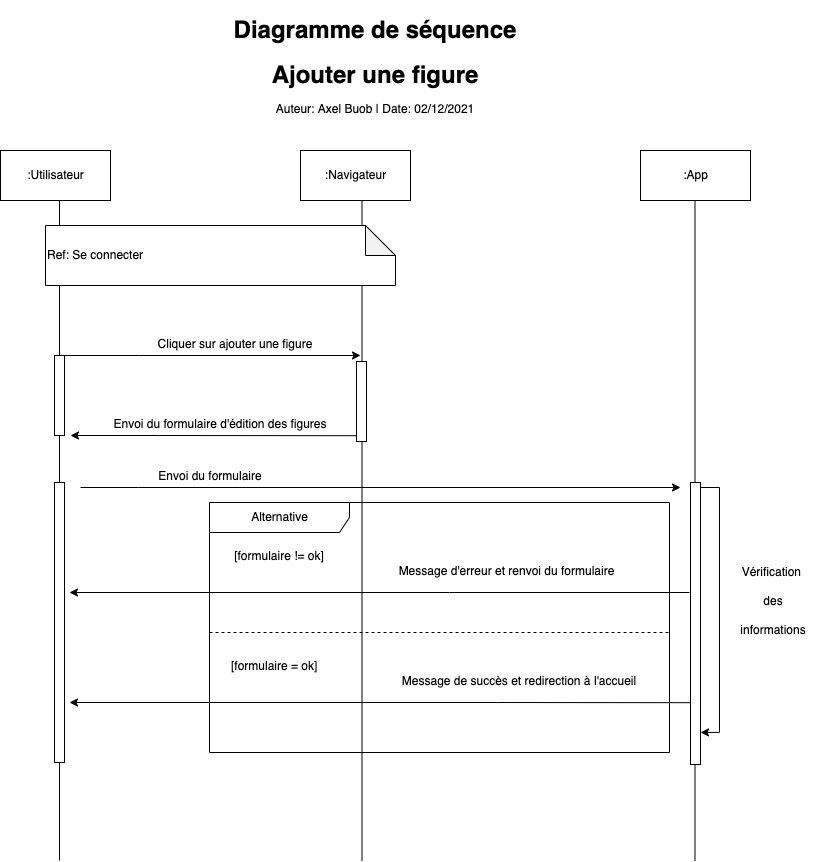 Diagramme de séquence
Ajouter une figure
Auteur: Axel Buob | Date: 02/12/2021
:Utilisateur
:Navigateur
:App
Ref: Se connecter
Cliquer sur ajouter une figure
Envoi du formulaire d'édition des figures
Envoi du formulaire
Alternative
[formulaire != ok]
Message d'erreur et renvoi du formulaire
Vérification
des
informations
[formulaire = ok]
Message de succès et redirection à l'accueil